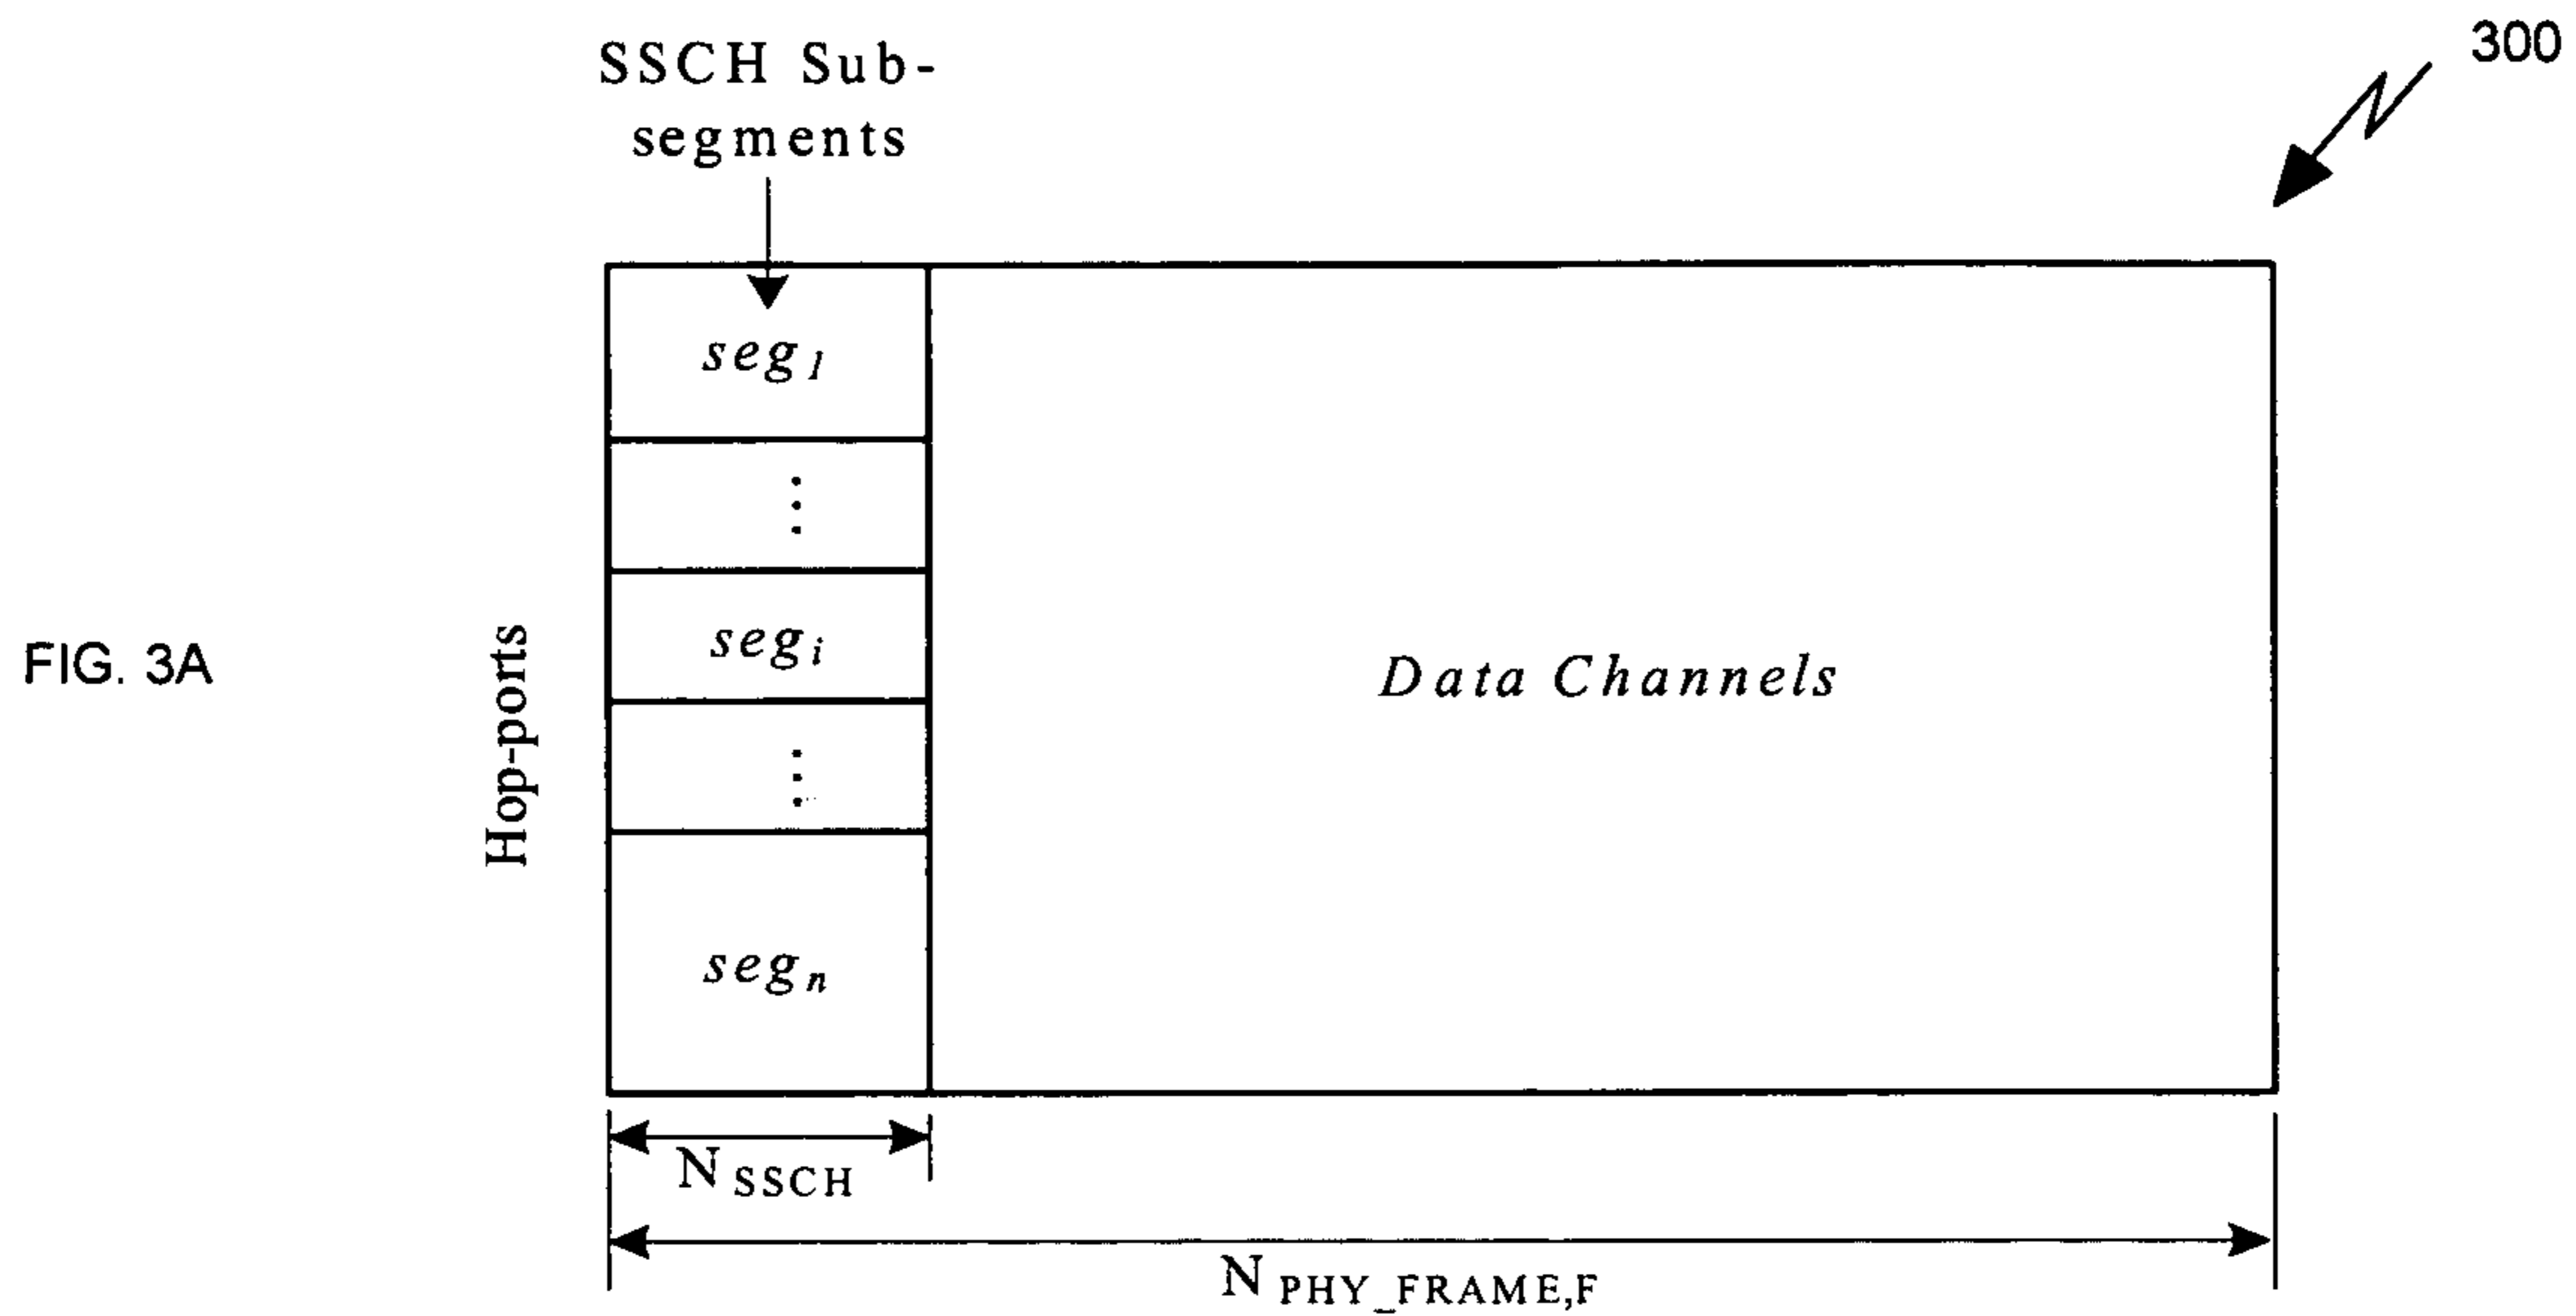 300
SSCH Sub-
segments
seg1
⋮
segi
⋮
segn
Hop-ports
Data Channels
FIG. 3A
NSSCH
NPHY_FRAME,F